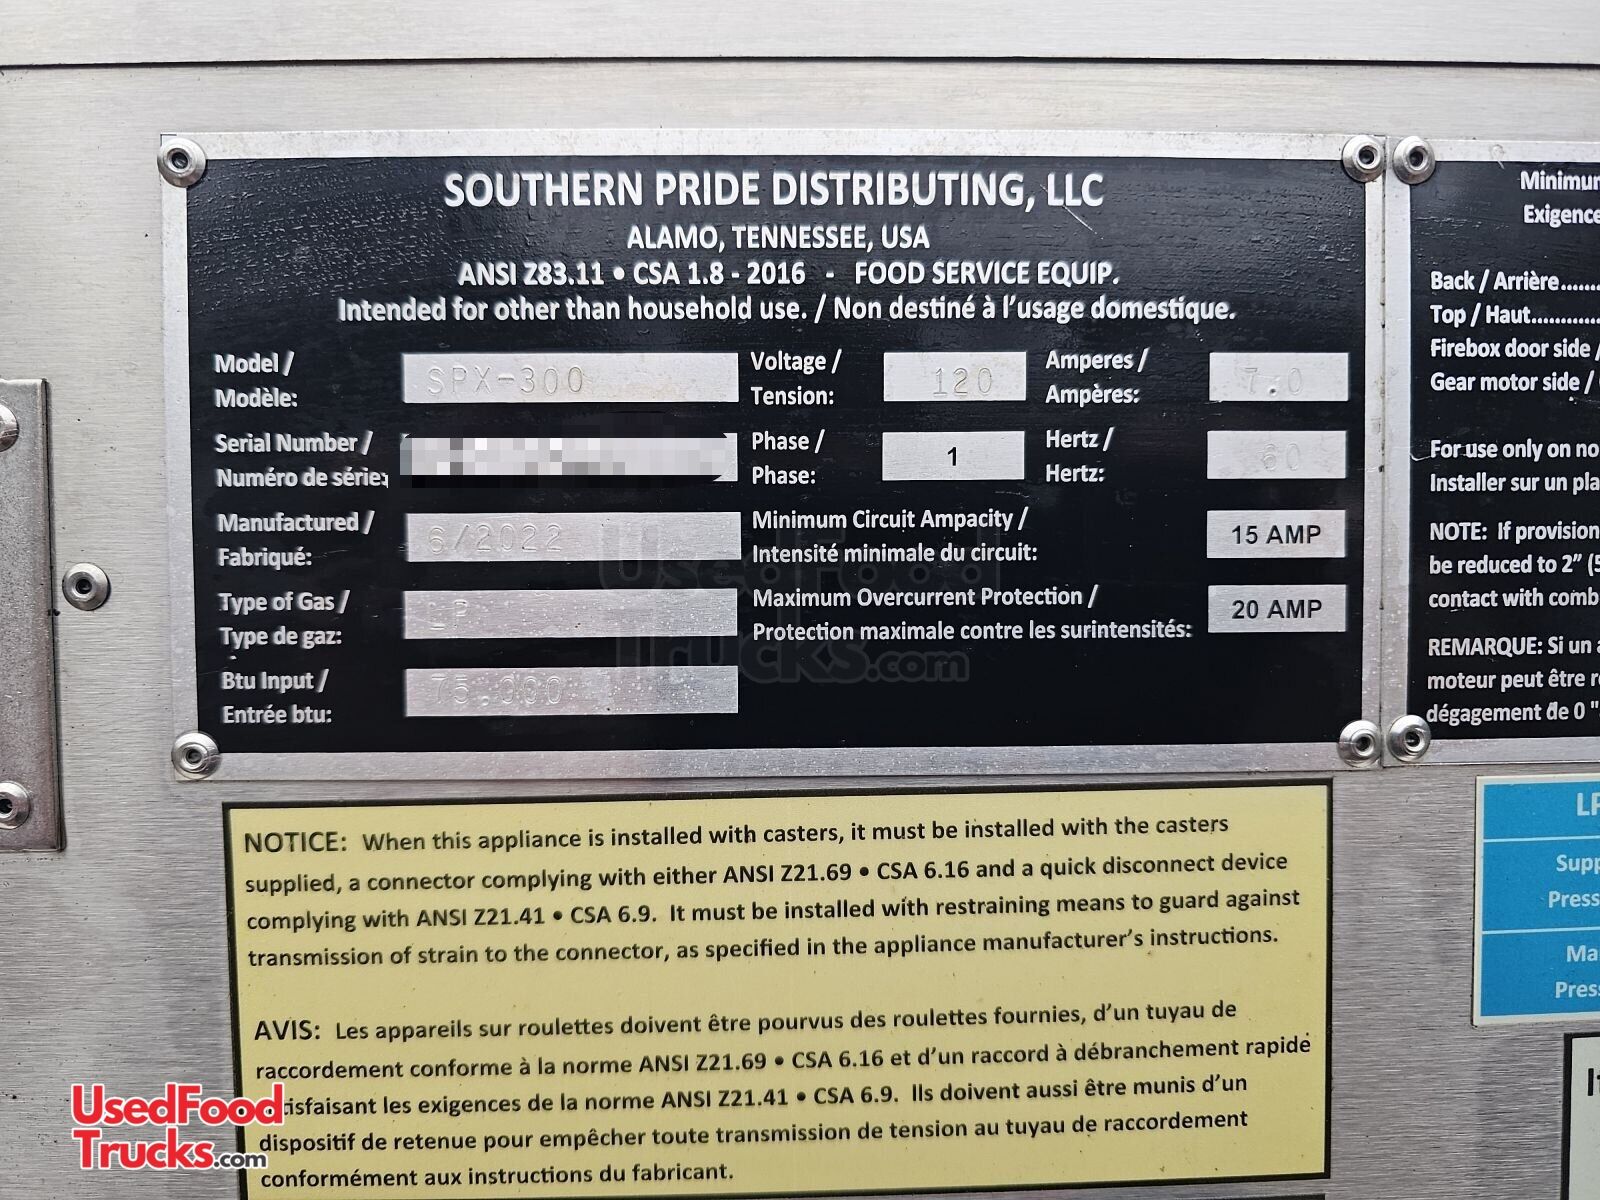 SOUTHERN PRIDE DISTRIBUTING, LLC
ALAMO, TENNESSEE, USA
ANSI Z83.11 • CSA 1.8 - 2016 - FOOD SERVICE EQUIP.
Intended for other than household use. / Non destiné à l'usage domestique.
Model / SPX-300 Voltage / 120 Amperes / 7.0
Modèle: Tension: Ampères:
Serial Number / Phase / 1 Hertz / 60
Numéro de série: Phase: Hertz:
Manufactured / 6/2022 Minimum Circuit Ampacity / 15 AMP
Fabriqué: Intensité minimale du circuit:
Type of Gas / LP Maximum Overcurrent Protection / 20 AMP
Type de gaz: Protection maximale contre les surintensités:
Btu Input / 75.000
Entrée btu:
UsedFood
Trucks.com
Back / Arrière......
Top / Haut............
Firebox door side /
Gear motor side /
For use only on
Installer sur un
NOTE: If
be reduced to 2"
contact with
REMARQUE: Si un
moteur peut être
dégagement de 0 "
NOTICE: When this appliance is installed with casters, it must be installed with the casters
supplied, a connector complying with either ANSI Z21.69 • CSA 6.16 and a quick disconnect device
complying with ANSI Z21.41 • CSA 6.9. It must be installed with restraining means to guard against
transmission of strain to the connector, as specified in the appliance manufacturer's instructions.
AVIS: Les appareils sur roulettes doivent être pourvus des roulettes fournies, d'un tuyau de
raccordement conforme à la norme ANSI Z21.69 • CSA 6.16 et d'un raccord à débranchement rapide
les exigences de la norme ANSI Z21.41 • CSA 6.9. Ils doivent aussi être munis d'un
dispositif de retenue pour empêcher toute transmission de tension au tuyau de raccordement
conformément aux instructions du fabricant.
UsedFood
Trucks.com